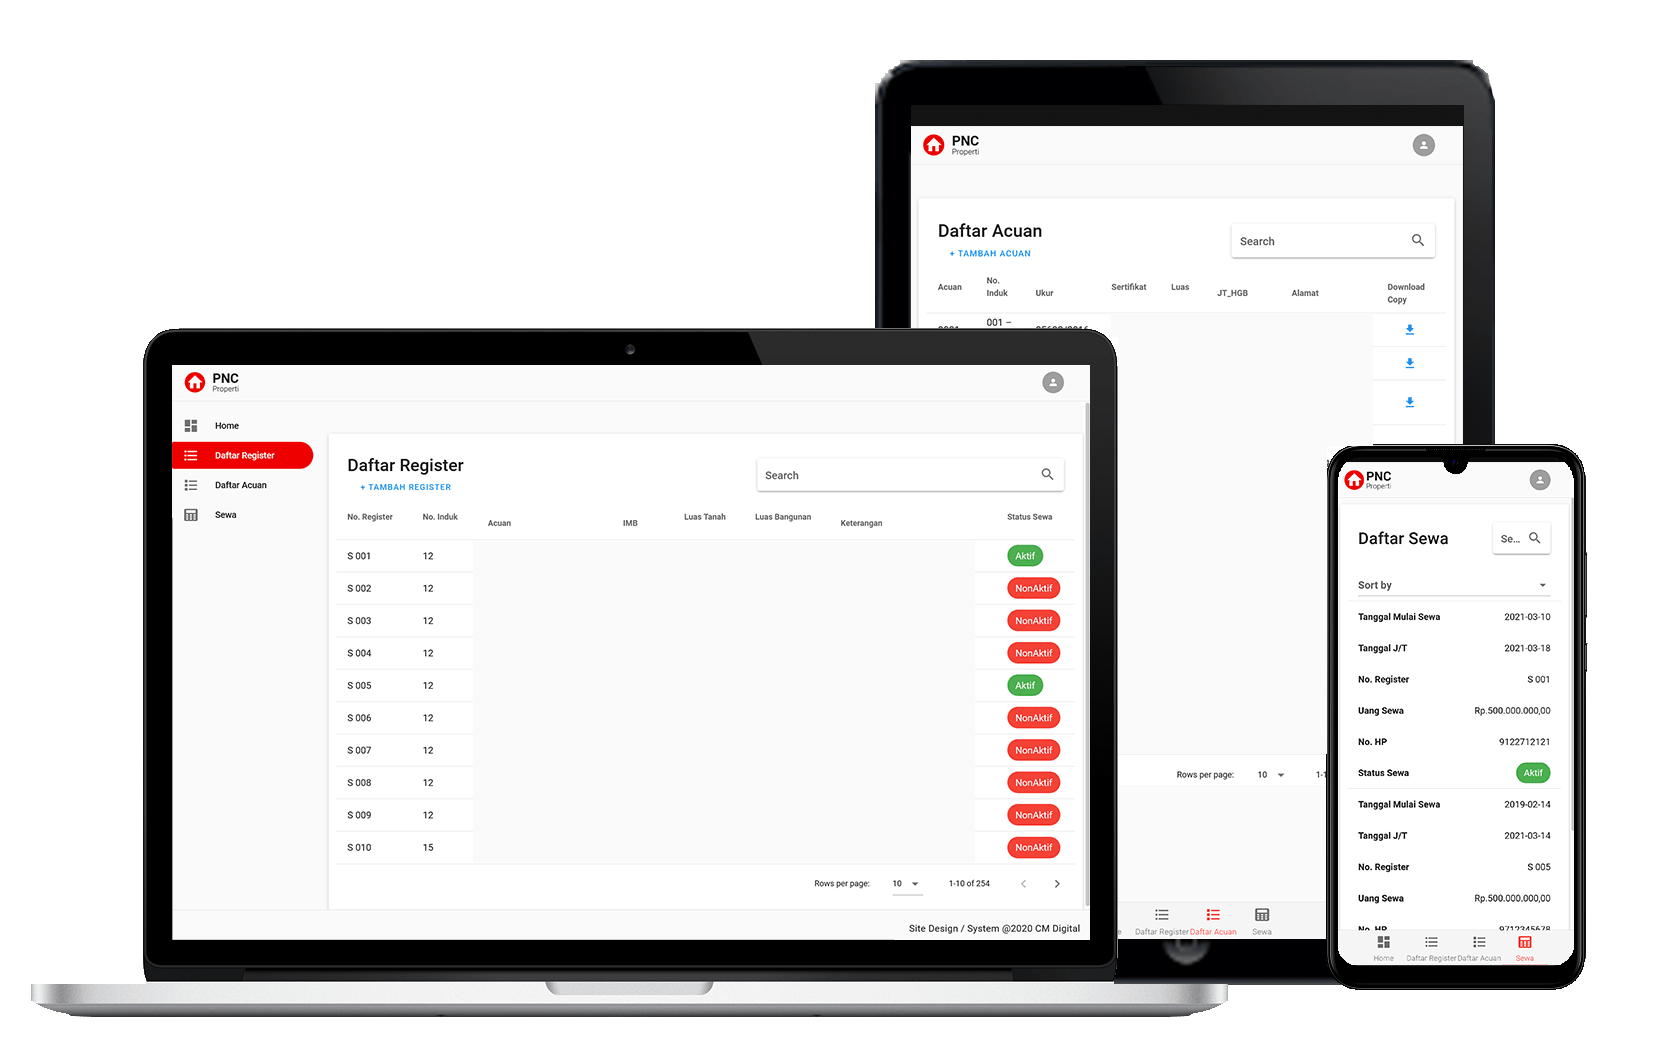 PNC
Properti
Home
Daftar Register
Daftar Acuan
Sewa
Daftar Register
+ TAMBAH REGISTER
Search
No. Register No. Induk Acuan IMB Luas Tanah Luas Bangunan Keterangan Status Sewa
S 001 12 Aktif
S 002 12 NonAktif
S 003 12 NonAktif
S 004 12 NonAktif
S 005 12 Aktif
S 006 12 NonAktif
S 007 12 NonAktif
S 008 12 NonAktif
S 009 12 NonAktif
S 010 15 NonAktif
Rows per page: 10 1-10 of 254
Site Design / System @2020 CM Digital
PNC
Properti
Daftar Acuan
+ TAMBAH ACUAN
Search
Acuan No. Induk Ukur Sertifikat Luas JT_HGB Alamat Download Copy
001 –
Rows per page: 10
Daftar Register Daftar Acuan Sewa
PNC
Properti
Daftar Sewa
Se...
Sort by
Tanggal Mulai Sewa 2021-03-10
Tanggal J/T 2021-03-18
No. Register S 001
Uang Sewa Rp.500.000.000,00
No. HP 9122712121
Status Sewa Aktif
Tanggal Mulai Sewa 2019-02-14
Tanggal J/T 2021-03-14
No. Register S 005
Uang Sewa Rp.500.000.000,00
No. HP 9712345678
Home Daftar Register Daftar Acuan Sewa